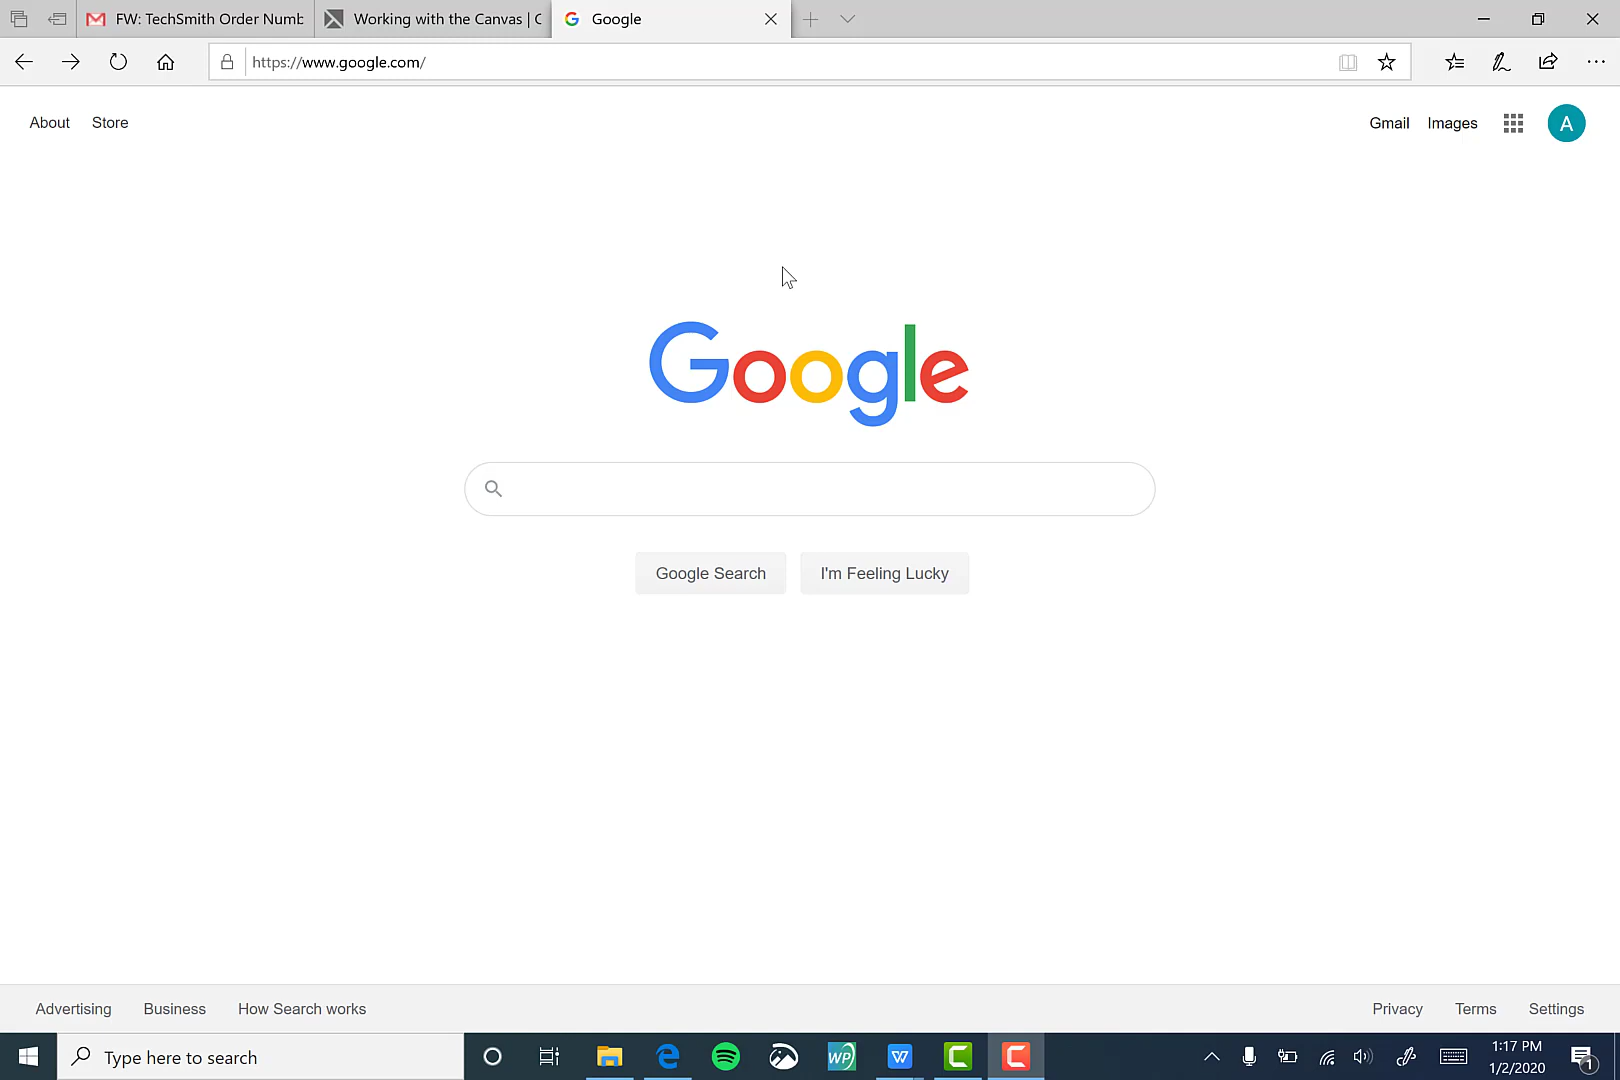 FW: TechSmith Order Numb
Working with the Canvas | C
Google
https://www.google.com/
About
Store
Gmail
Images
A
Google
Google Search
I'm Feeling Lucky
Advertising
Business
How Search works
Privacy
Terms
Settings
Type here to search
WP
W
1:17 PM
1/2/2020
1